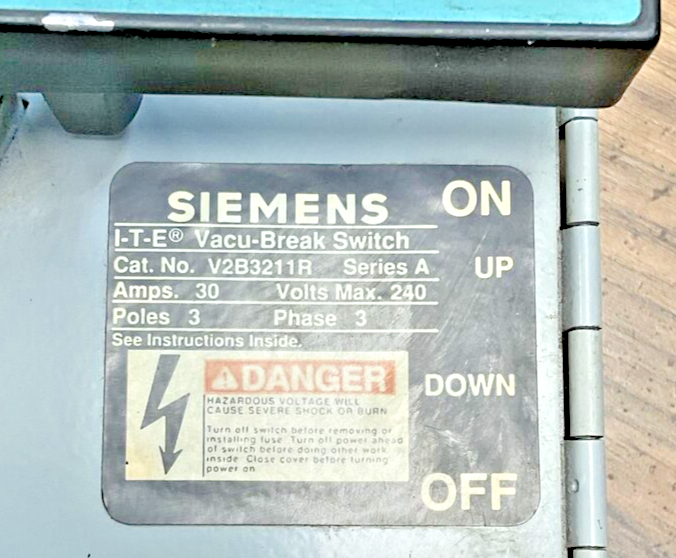 SIEMENS ON
I-T-E® Vacu-Break Switch
Cat. No. V2B3211R Series A UP
Amps. 30 Volts Max. 240
Poles 3 Phase 3
See Instructions Inside.
DANGER DOWN
HAZARDOUS VOLTAGE WILL
CAUSE SEVERE SHOCK OR BURN
Turn off switch before removing or
installing fuse. Turn off power ahead
of switch before doing other work
inside. Close cover before turning
power on
OFF